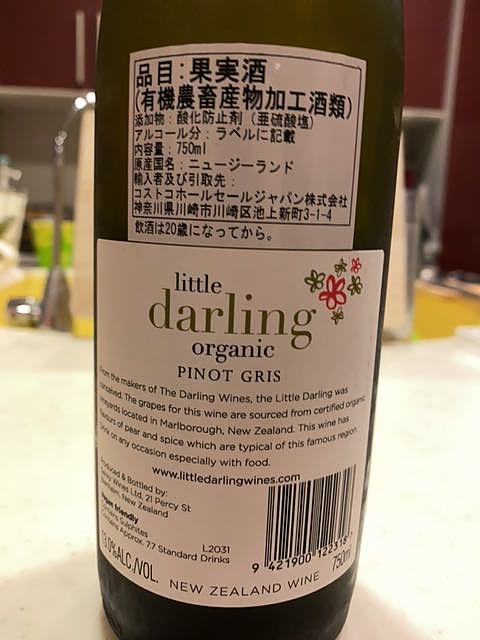 品目:果実酒
(有機農畜産物加工酒類)
添加物:酸化防止剤(亜硫酸塩)
アルコール分:ラベルに記載
内容量:750ml
原産国名:ニュージーランド
輸入者及び引取先:
コストコホールセールジャパン株式会社
神奈川県川崎市川崎区池上新町3-1-4
飲酒は20歳になってから。
little
darling
organic
PINOT GRIS
From the makers of The Darling Wines, the Little Darling was
conceived. The grapes for this wine are sourced from certified organic
vineyards located in Marlborough, New Zealand. This wine has
flavours of pear and spice which are typical of this famous region.
Drink on any occasion especially with food.
www.littledarlingwines.com
Produced & Bottled by:
Wines Ltd, 21 Percy St
Blenheim, New Zealand
Vegan friendly
Contains Sulphites
Contains Approx. 7.7 Standard Drinks
L2031
13.0%ALC./VOL.
NEW ZEALAND WINE
750ml
9 421900 122318